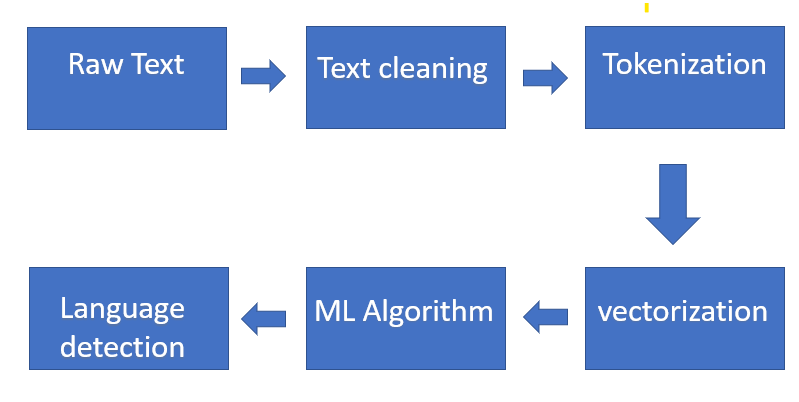 Raw Text
Text cleaning
Tokenization
vectorization
ML Algorithm
Language
detection